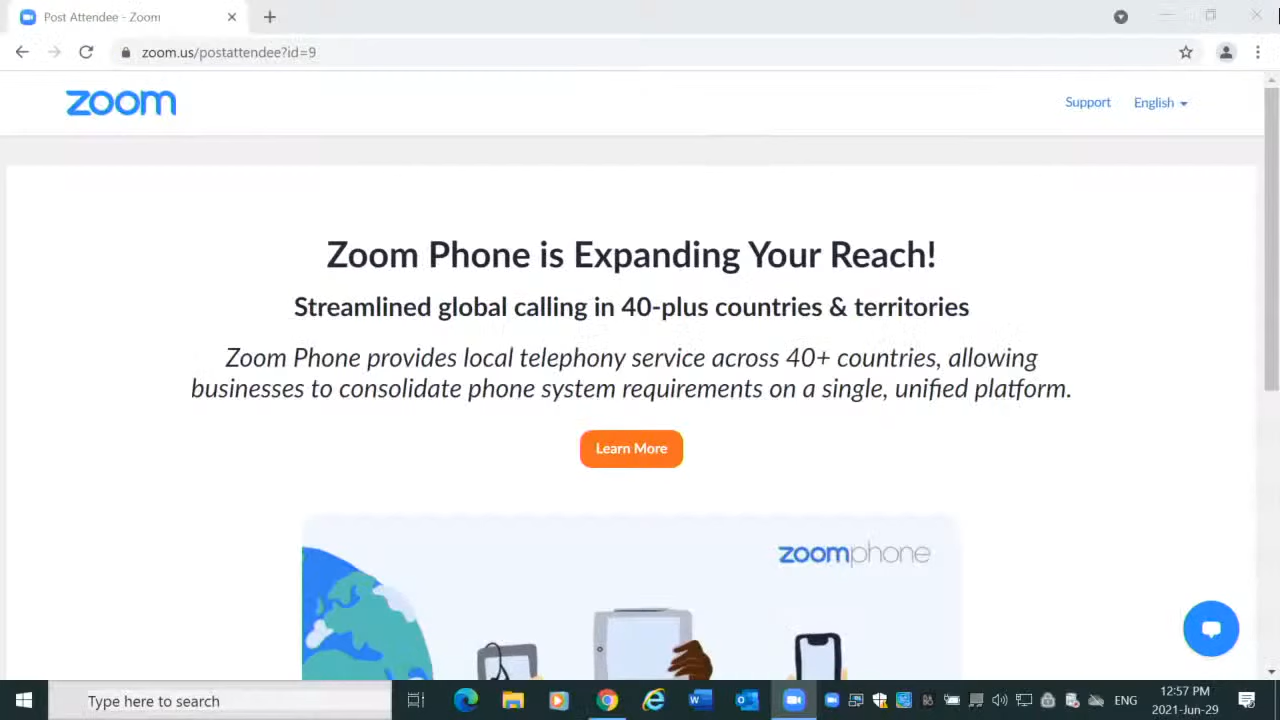 Post Attendee - Zoom
zoom.us/postattendee?id=9
zoom
Support
English
Zoom Phone is Expanding Your Reach!
Streamlined global calling in 40-plus countries & territories
Zoom Phone provides local telephony service across 40+ countries, allowing
businesses to consolidate phone system requirements on a single, unified platform.
Learn More
zoomphone
Type here to search
ENG
12:57 PM
2021-Jun-29